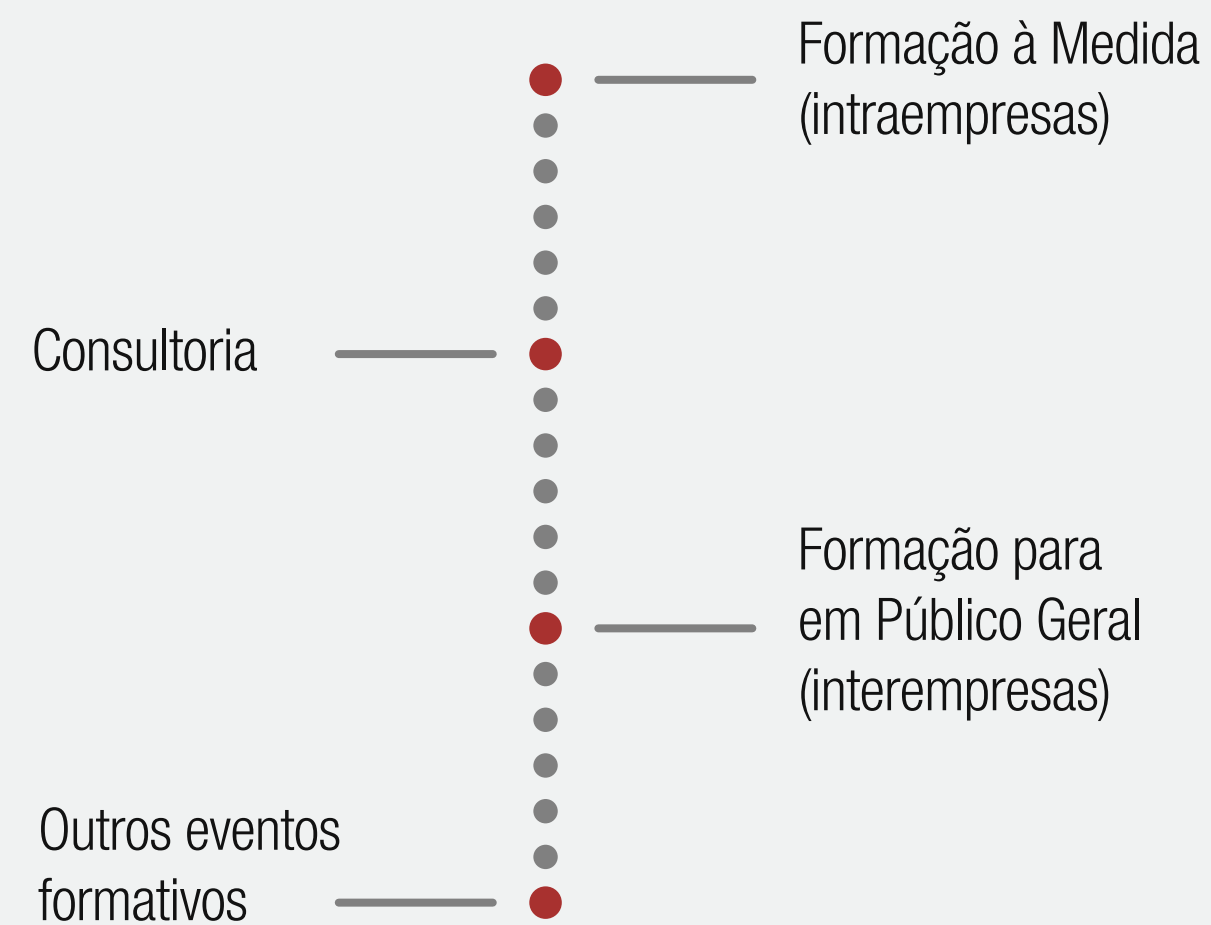 Formação à Medida
(intraempresas)
Consultoria
Formação para
em Público Geral
(interempresas)
Outros eventos
formativos